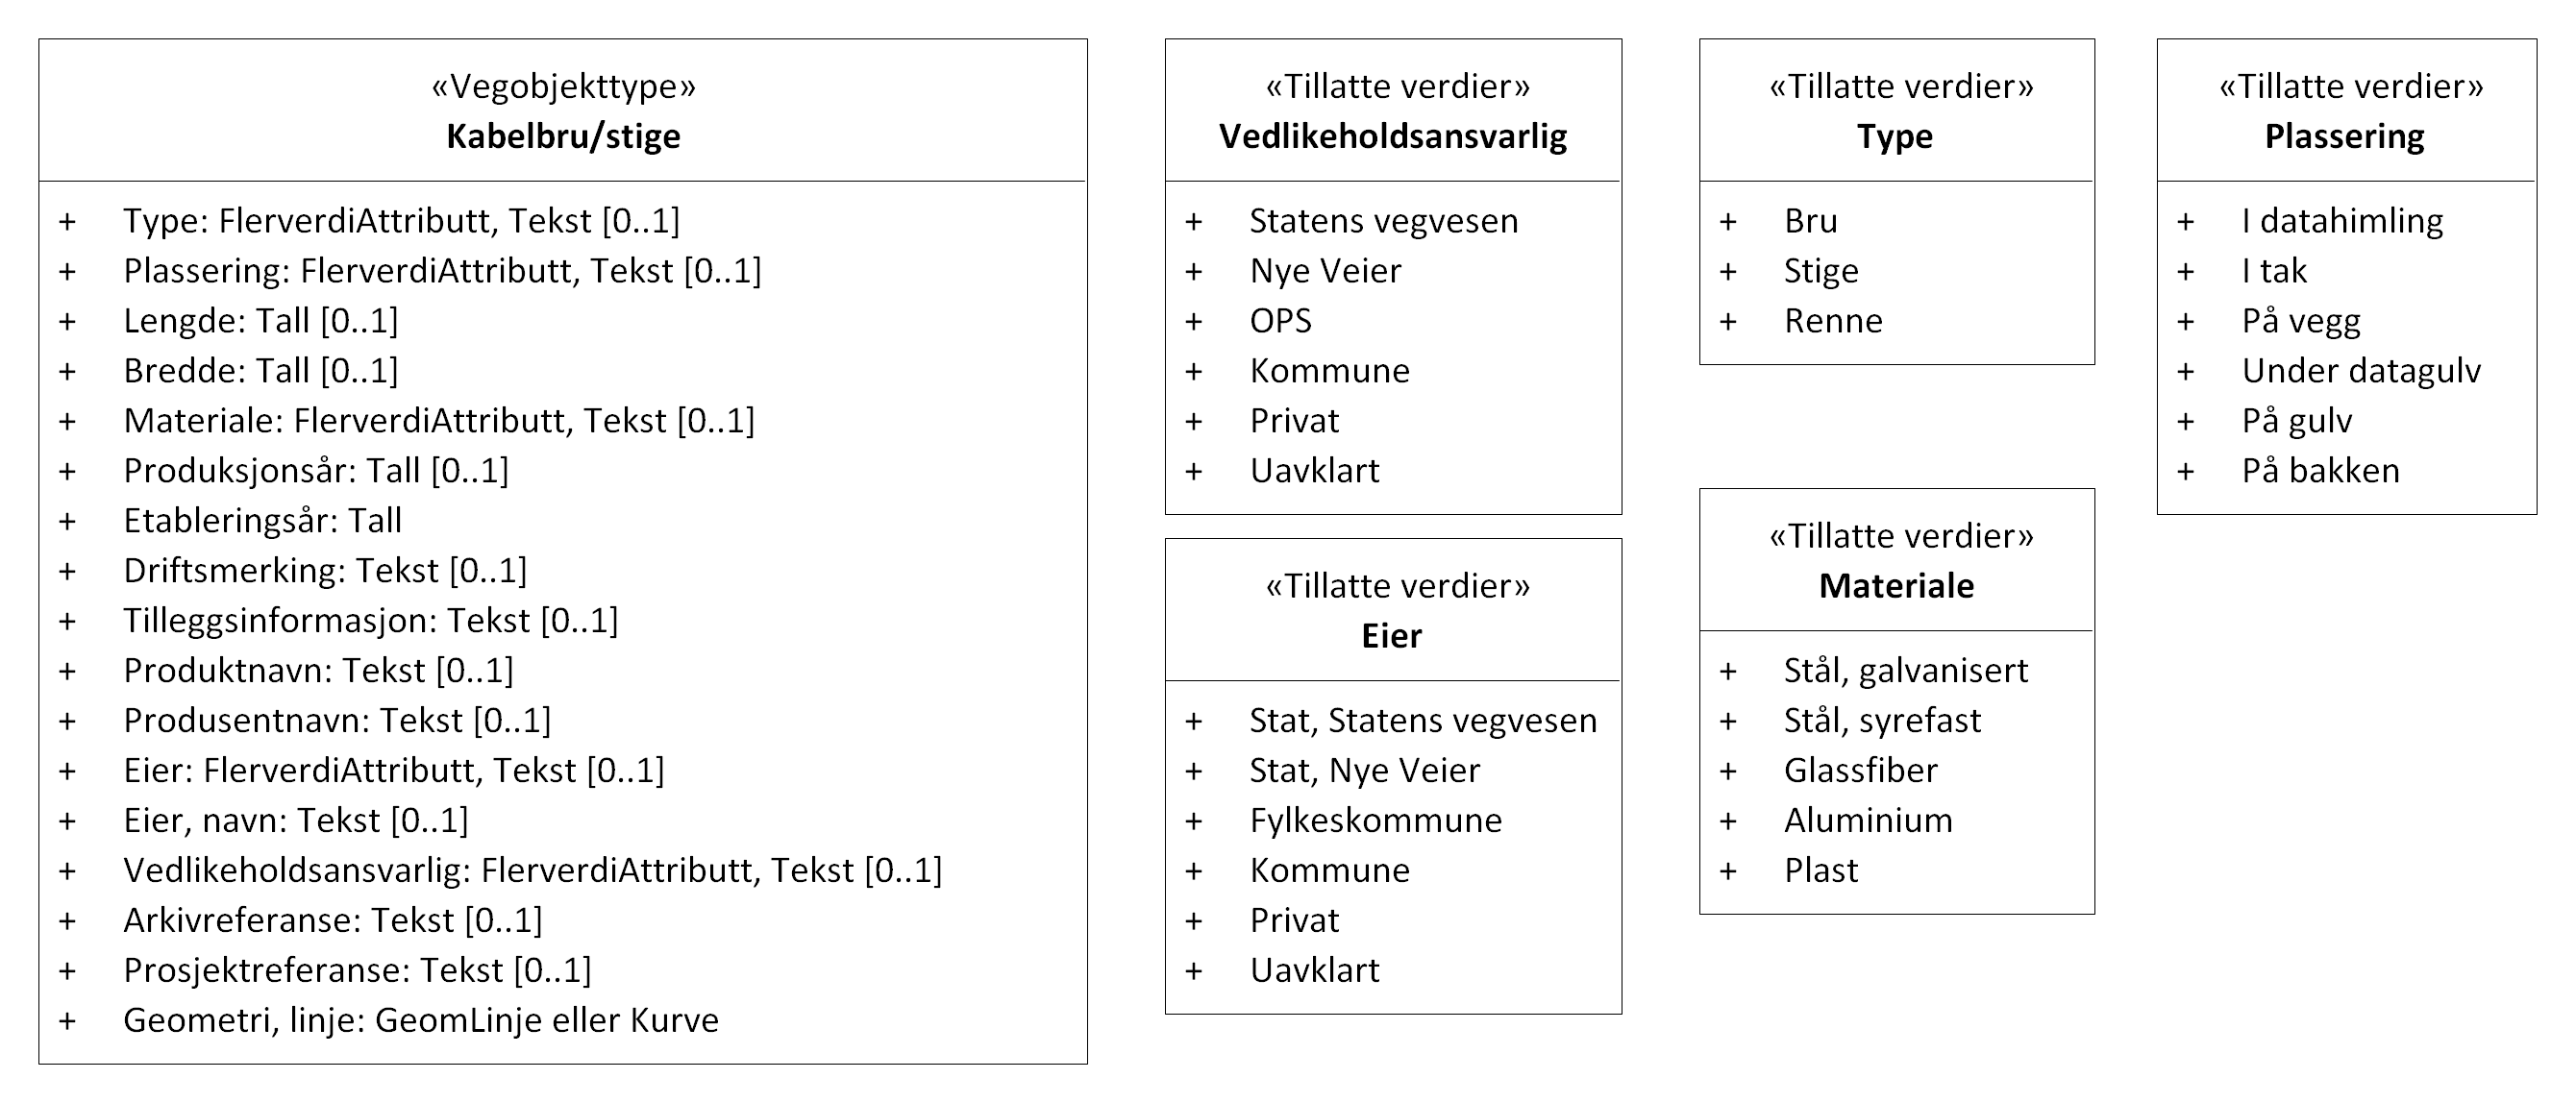 «Vegobjekttype»
Kabelbru/stige
+ Type: FlerverdiAttributt, Tekst [0..1]
+ Plassering: FlerverdiAttributt, Tekst [0..1]
+ Lengde: Tall [0..1]
+ Bredde: Tall [0..1]
+ Materiale: FlerverdiAttributt, Tekst [0..1]
+ Produksjonsår: Tall [0..1]
+ Etableringsår: Tall
+ Driftsmerking: Tekst [0..1]
+ Tilleggsinformasjon: Tekst [0..1]
+ Produktnavn: Tekst [0..1]
+ Produsentnavn: Tekst [0..1]
+ Eier: FlerverdiAttributt, Tekst [0..1]
+ Eier, navn: Tekst [0..1]
+ Vedlikeholdsansvarlig: FlerverdiAttributt, Tekst [0..1]
+ Arkivreferanse: Tekst [0..1]
+ Prosjektreferanse: Tekst [0..1]
+ Geometri, linje: GeomLinje eller Kurve
«Tillatte verdier»
Vedlikeholdsansvarlig
+ Statens vegvesen
+ Nye Veier
+ OPS
+ Kommune
+ Privat
+ Uavklart
«Tillatte verdier»
Eier
+ Stat, Statens vegvesen
+ Stat, Nye Veier
+ Fylkeskommune
+ Kommune
+ Privat
+ Uavklart
«Tillatte verdier»
Type
+ Bru
+ Stige
+ Renne
«Tillatte verdier»
Materiale
+ Stål, galvanisert
+ Stål, syrefast
+ Glassfiber
+ Aluminium
+ Plast
«Tillatte verdier»
Plassering
+ I datahimling
+ I tak
+ På vegg
+ Under datagulv
+ På gulv
+ På bakken